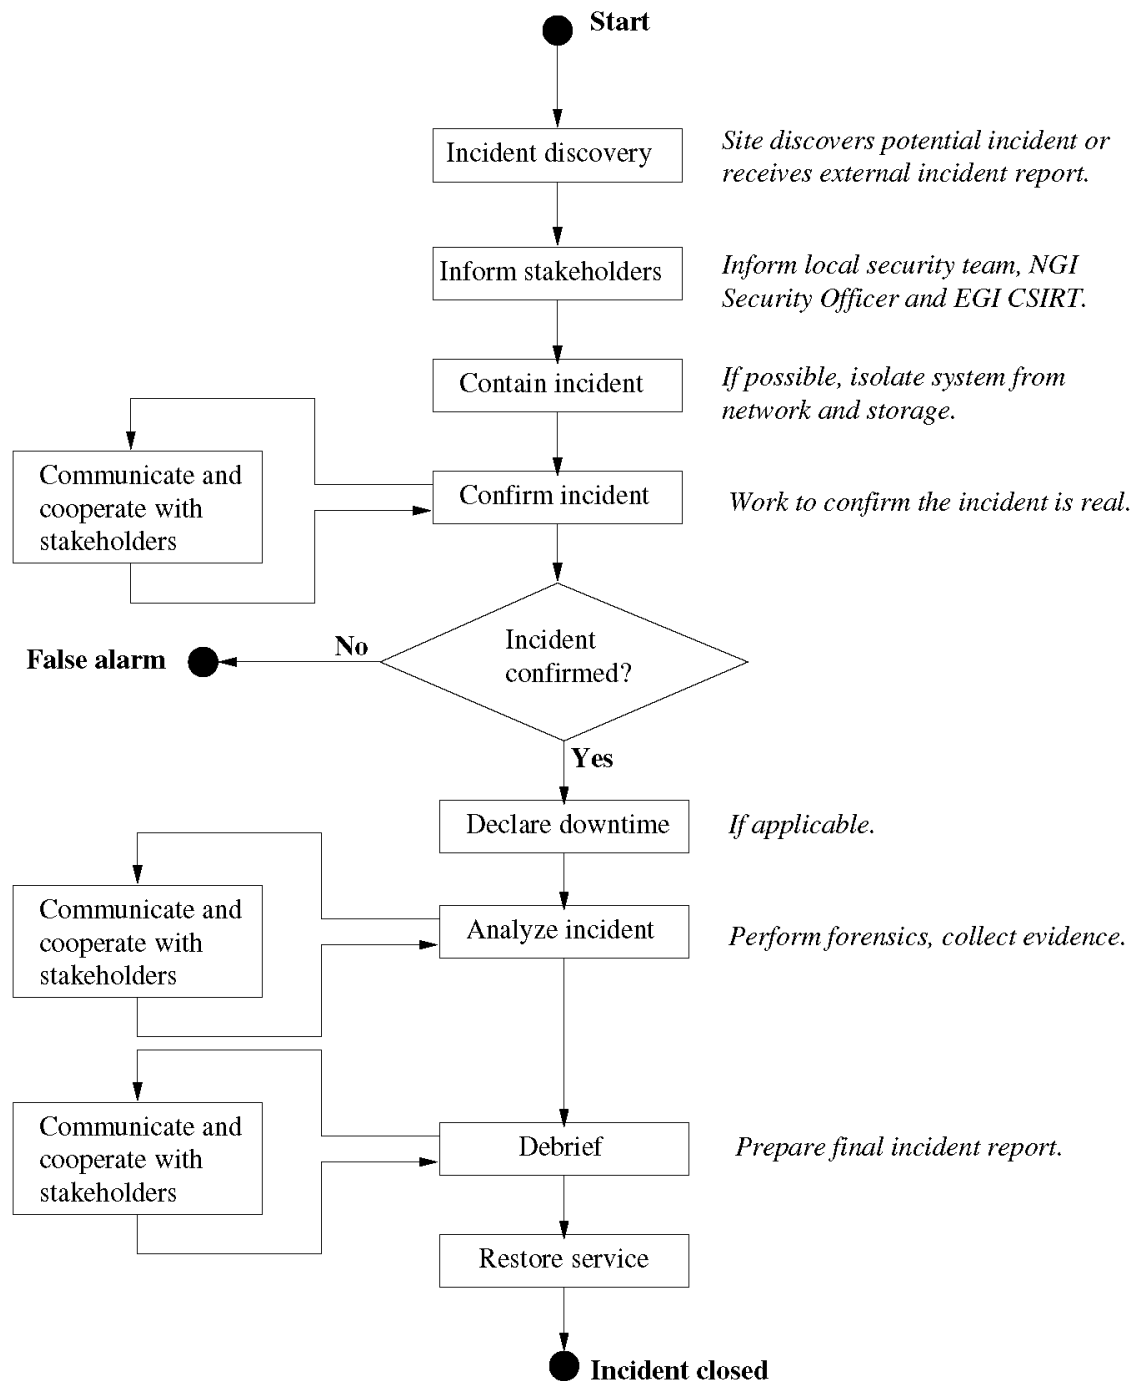 Start
Incident discovery
Site discovers potential incident or
receives external incident report.
Inform stakeholders
Inform local security team, NGI
Security Officer and EGI CSIRT.
Contain incident
If possible, isolate system from
network and storage.
Communicate and
cooperate with
stakeholders
Confirm incident
Work to confirm the incident is real.
Incident
confirmed?
No
False alarm
Yes
Declare downtime
If applicable.
Communicate and
cooperate with
stakeholders
Analyze incident
Perform forensics, collect evidence.
Communicate and
cooperate with
stakeholders
Debrief
Prepare final incident report.
Restore service
Incident closed